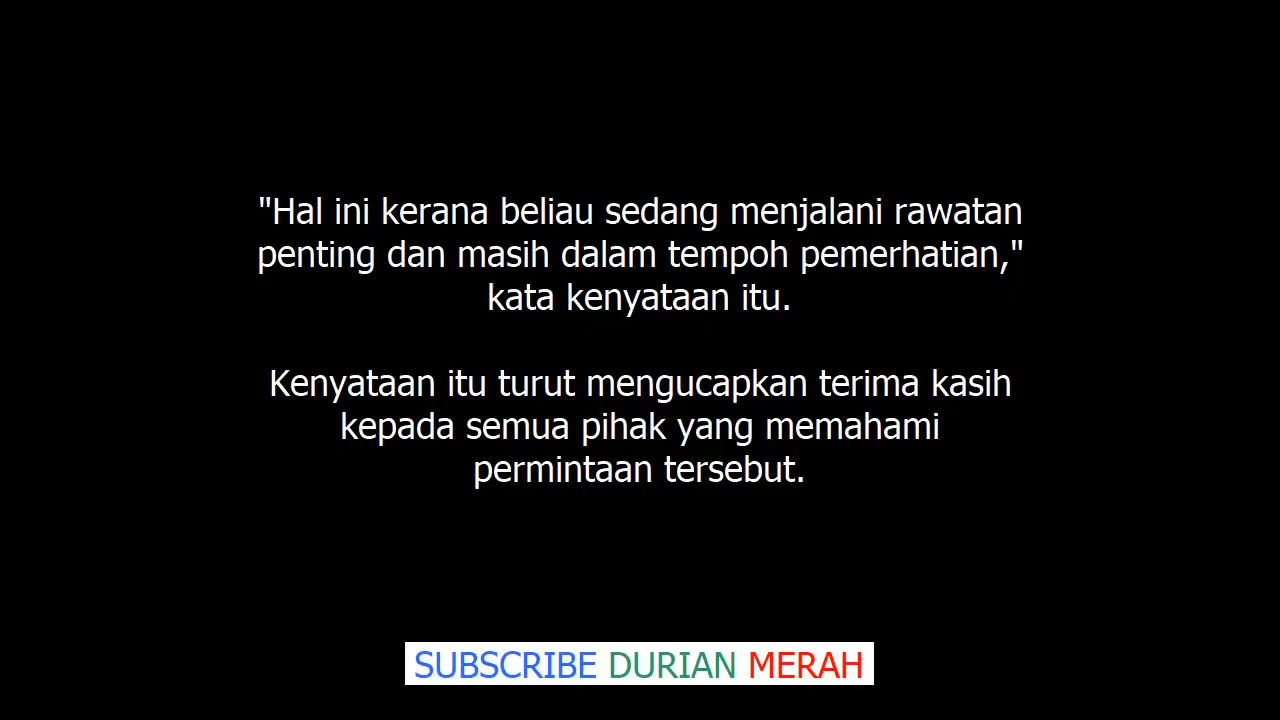 "Hal ini kerana beliau sedang menjalani rawatan
penting dan masih dalam tempoh pemerhatian,"
kata kenyataan itu.
Kenyataan itu turut mengucapkan terima kasih
kepada semua pihak yang memahami
permintaan tersebut.
SUBSCRIBE DURIAN MERAH